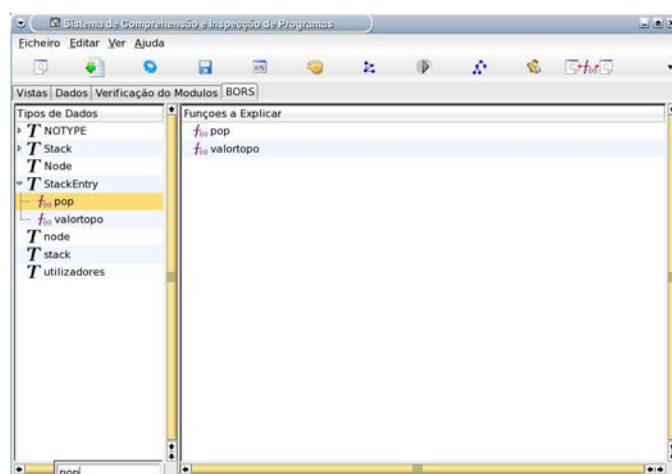 Sistema de Comprehensão e Inspecção de Programas
Ficheiro Editar Ver Ajuda
Vistas Dados Verificação do Modulos BORS
Tipos de Dados
NOTYPE
Stack
Node
StackEntry
f(x) pop
f(x) valortopo
node
stack
utilizadores
pop
Funçoes a Explicar
f(x) pop
f(x) valortopo